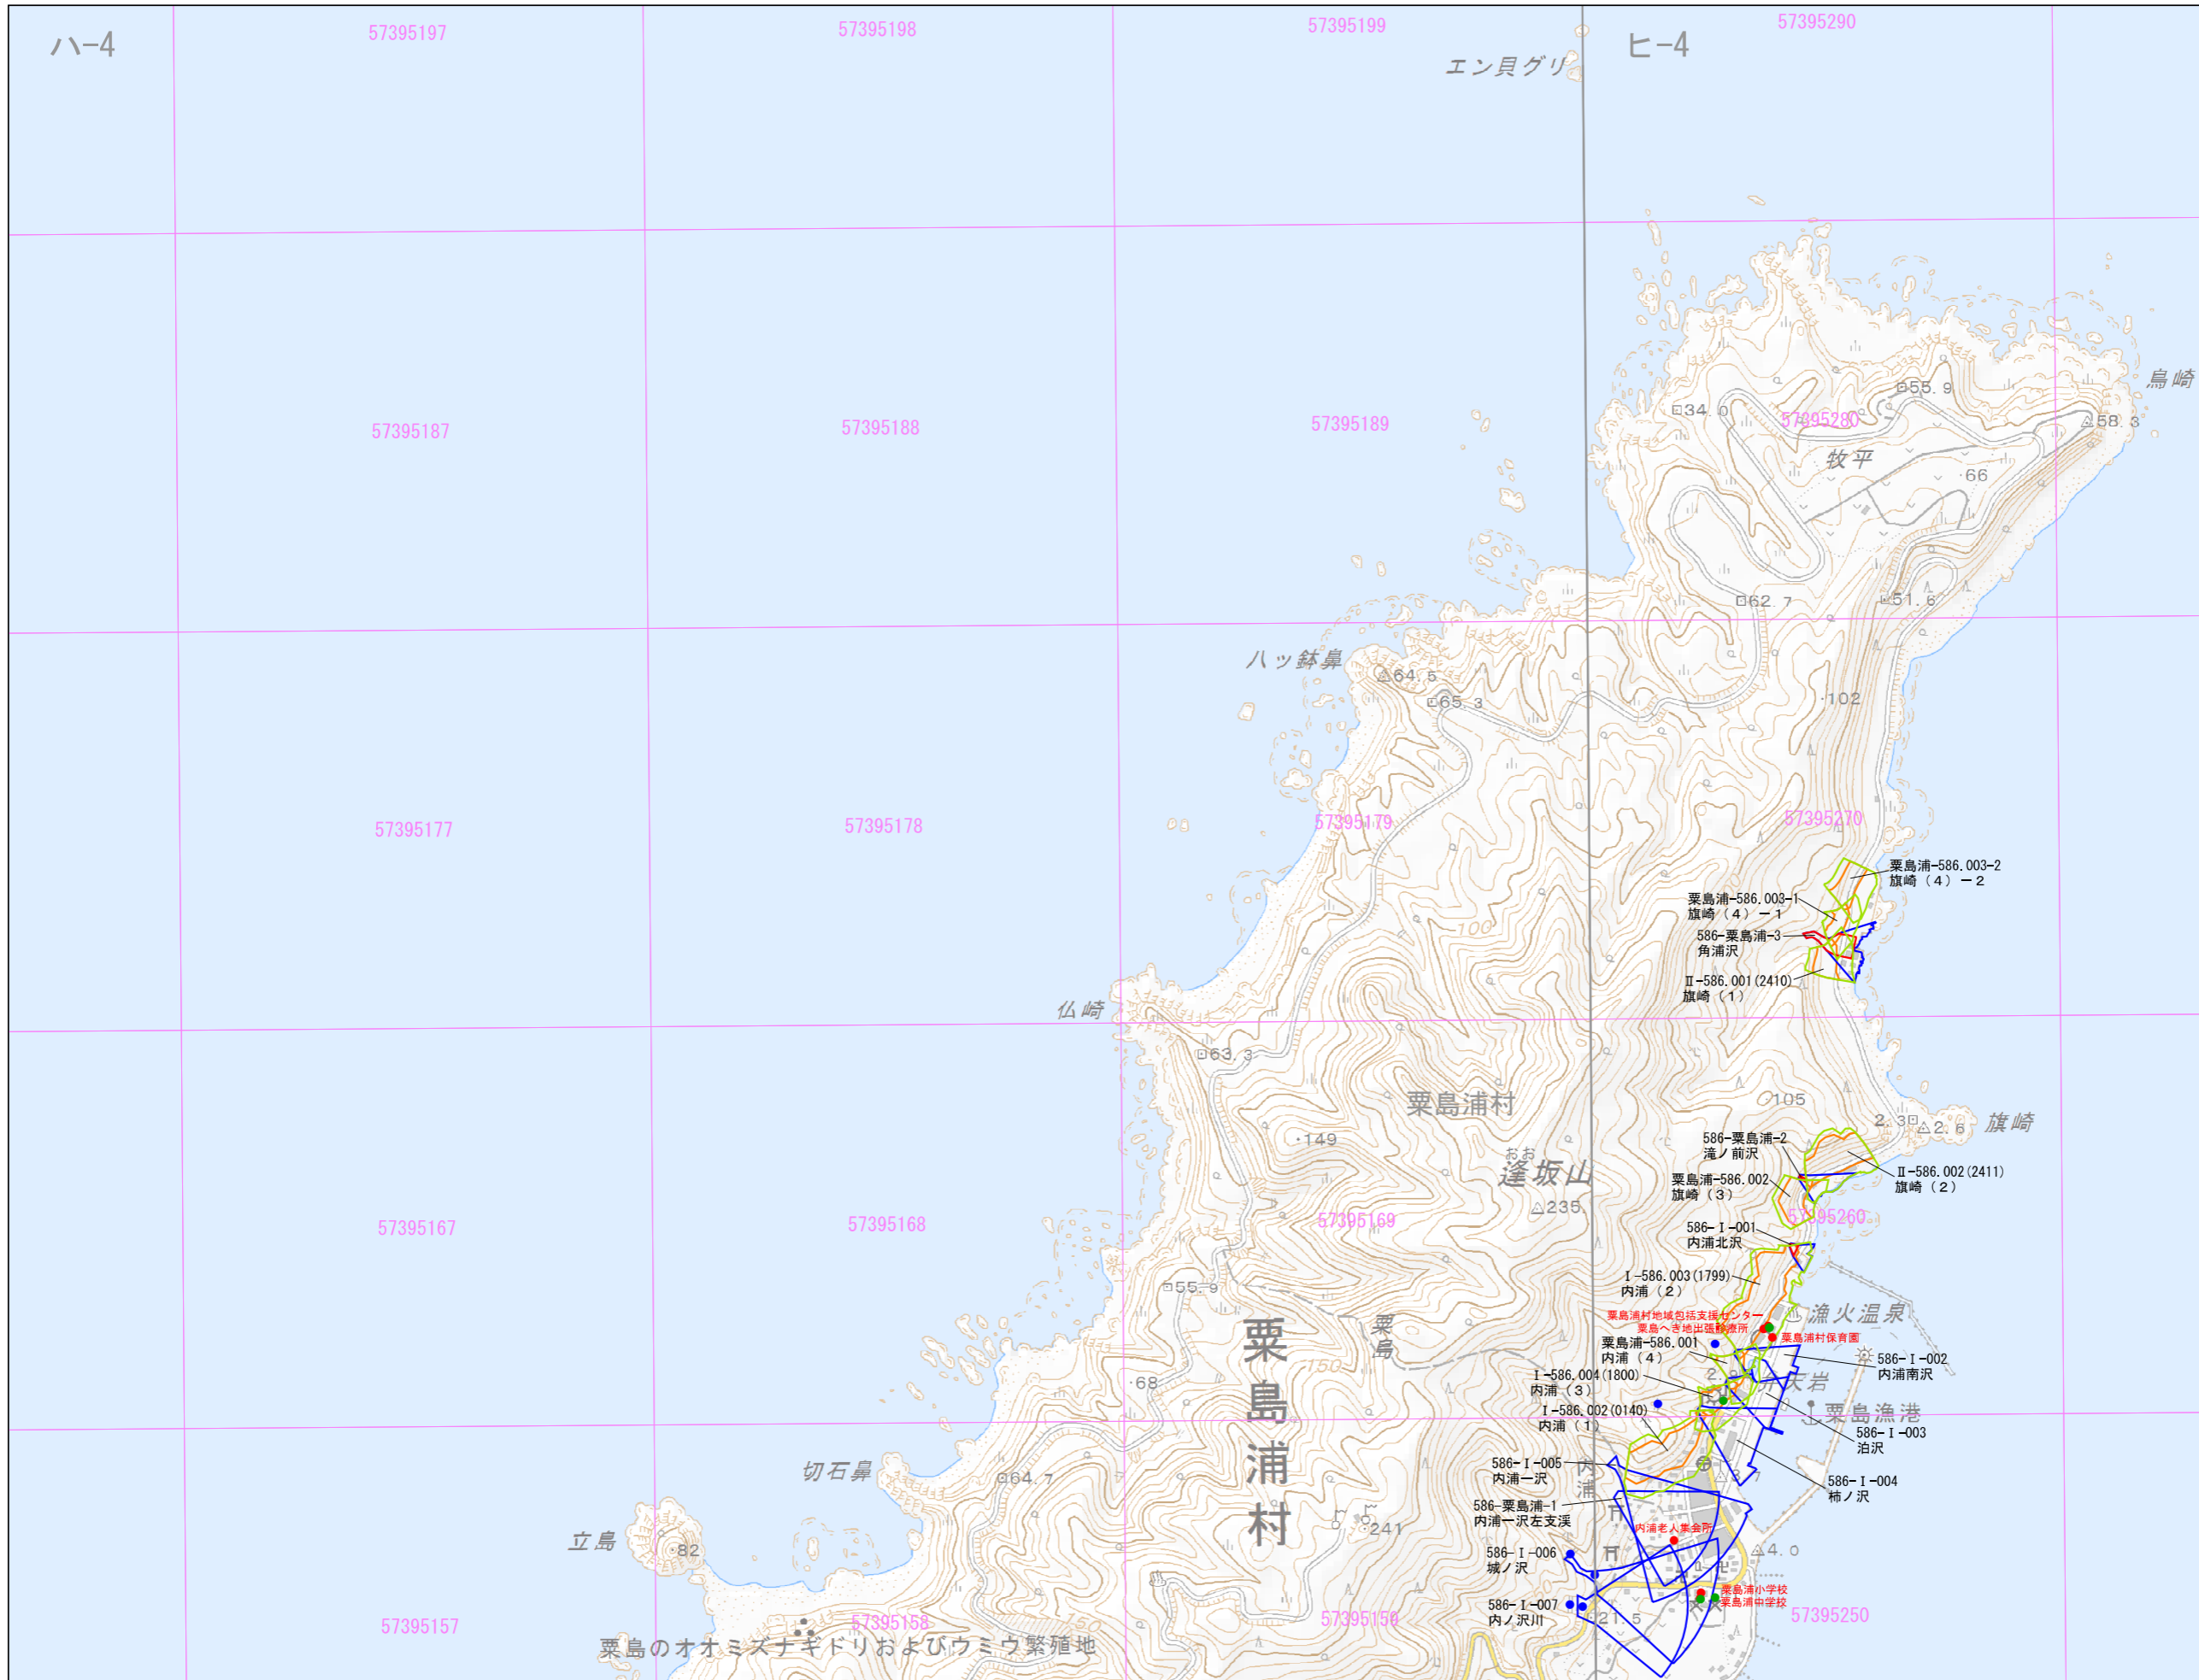 ハ-4
57395197
57395198
57395199
ヒ-4
57395290
エン貝グリ
鳥崎
55.9
34.0
58.3
57395187
57395188
57395189
57395280
牧平
66
62.7
51.6
八ッ鉢鼻
64.5
65.3
102
57395177
57395178
57395179
57395270
粟島浦-586.003-2
旗崎（４）－２
粟島浦-586.003-1
旗崎（４）－１
586-粟島浦-3
角浦沢
Ⅱ-586.001(2410)
旗崎（１）
100
仏崎
63.3
粟島浦村
105
2.3
2.6
旗崎
149
おお
逢坂山
235
586-粟島浦-2
滝ノ前沢
Ⅱ-586.002(2411)
旗崎（２）
粟島浦-586.002
旗崎（３）
57395167
57395168
57395169
57395260
586-Ⅰ-001
内浦北沢
Ⅰ-586.003(1799)
内浦（２）
55.9
漁火温泉
粟島浦村地域包括支援センター
粟島へき地出張診療所
粟島浦村保育園
粟島浦村
粟島
粟島浦-586.001
内浦（４）
586-Ⅰ-002
内浦南沢
150
68
Ⅰ-586.004(1800)
内浦（３）
弁天岩
Ⅰ-586.002(0140)
内浦（１）
粟島漁港
586-Ⅰ-003
泊沢
切石鼻
64.7
586-Ⅰ-005
内浦一沢
内浦
586-Ⅰ-004
柿ノ沢
586-粟島浦-1
内浦一沢左支渓
241
内浦老人集会所
立島
82
586-Ⅰ-006
城ノ沢
4.0
586-Ⅰ-007
内ノ沢川
粟島浦小学校
粟島浦中学校
21.5
57395157
57395158
57395159
57395250
150
粟島のオオミズナギドリおよびウミウ繁殖地